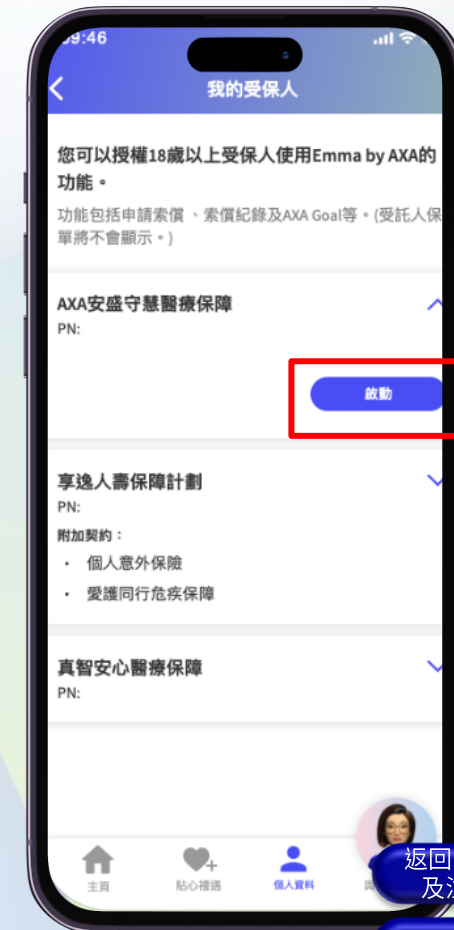 9:46
我的受保人
您可以授權18歲以上受保人使用Emma by AXA的
功能。
功能包括申請索償、索償紀錄及AXA Goal等。(受託人保
單將不會顯示。)
AXA安盛守慧醫療保障
PN:
啟動
享逸人壽保障計劃
PN:
附加契約：
· 個人意外保險
· 愛護同行危疾保障
真智安心醫療保障
PN:
主頁
貼心禮遇
個人資料
與
返回
及